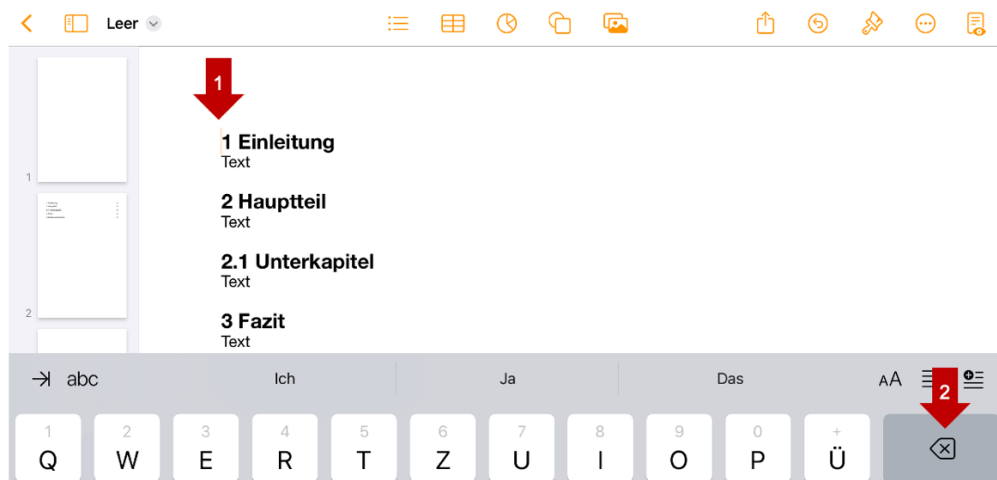 Leer
1
1 Einleitung
Text
2 Hauptteil
Text
2.1 Unterkapitel
Text
3 Fazit
Text
1
2
abc Ich Ja Das AA
2
1 2 3 4 5 6 7 8 9 0 +
Q W E R T Z U I O P Ü